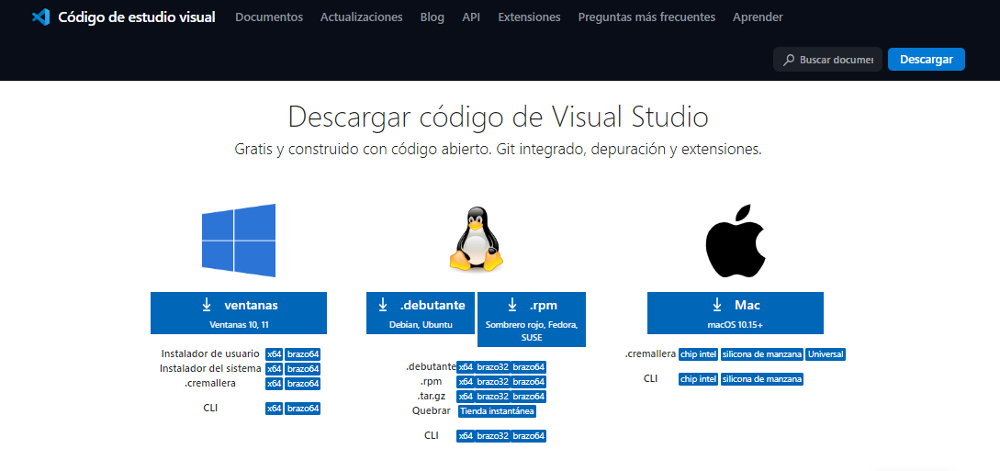 Código de estudio visual Documentos Actualizaciones Blog API Extensiones Preguntas más frecuentes Aprender
Buscar documei Descargar
Descargar código de Visual Studio
Gratis y construido con código abierto. Git integrado, depuración y extensiones.
ventanas
Ventanas 10, 11
Instalador de usuario x64 brazo64
Instalador del sistema x64 brazo64
.cremallera x64 brazo64
CLI x64 brazo64
.debutante
Debian, Ubuntu
.rpm
Sombrero rojo, Fedora,
SUSE
.debutante x64 brazo32 brazo64
.rpm x64 brazo32 brazo64
.tar.gz x64 brazo32 brazo64
Quebrar Tienda instantánea
CLI x64 brazo32 brazo64
Mac
macOS 10.15+
.cremallera chip intel silicona de manzana Universal
CLI chip intel silicona de manzana